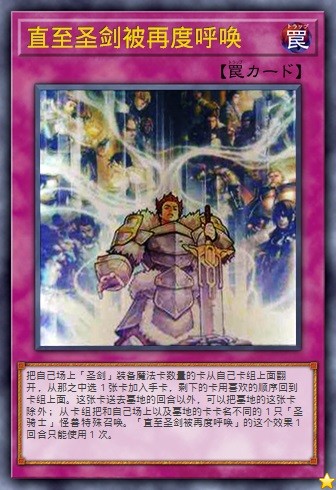 直至圣剑被再度呼唤
罠
トラップ
【罠カード】
把自己场上「圣剑」装备魔法卡数量的卡从自己卡组上面翻
开，从那之中选 1 张卡加入手卡，剩下的卡用喜欢的顺序回到
卡组上面。这张卡送去墓地的回合以外，可以把墓地的这张卡
除外；从卡组把和自己场上以及墓地的卡卡名不同的 1 只「圣
骑士」怪兽特殊召唤。「直至圣剑被再度呼唤」的这个效果 1
回合只能使用 1 次。